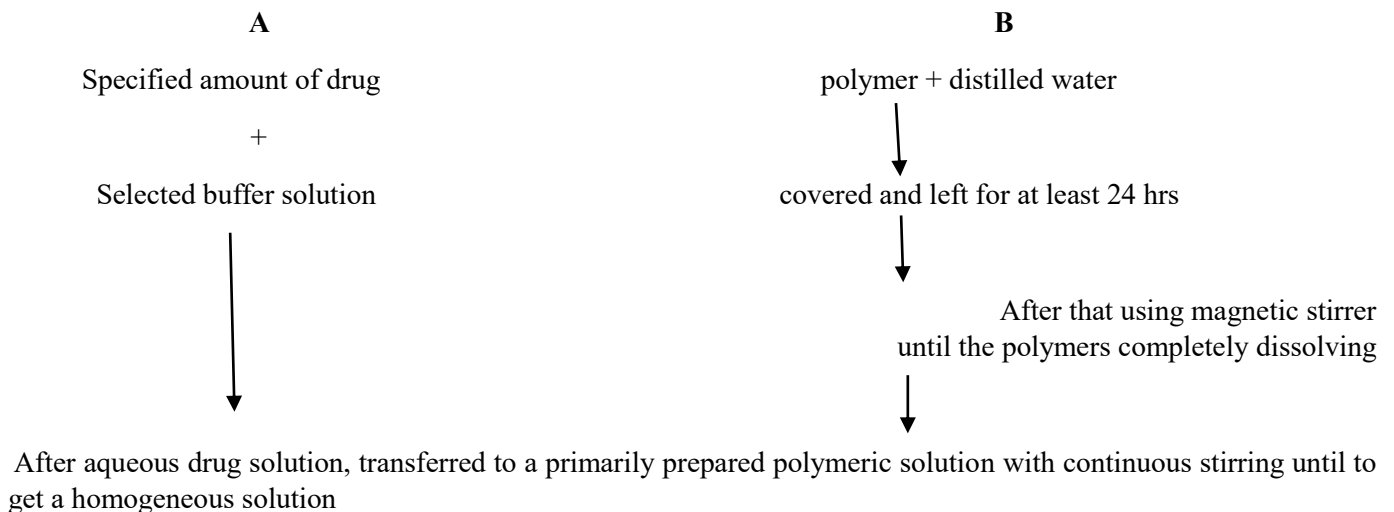 A
B
Specified amount of drug
polymer + distilled water
+
Selected buffer solution
covered and left for at least 24 hrs
After that using magnetic stirrer
until the polymers completely dissolving
After aqueous drug solution, transferred to a primarily prepared polymeric solution with continuous stirring until to
get a homogeneous solution